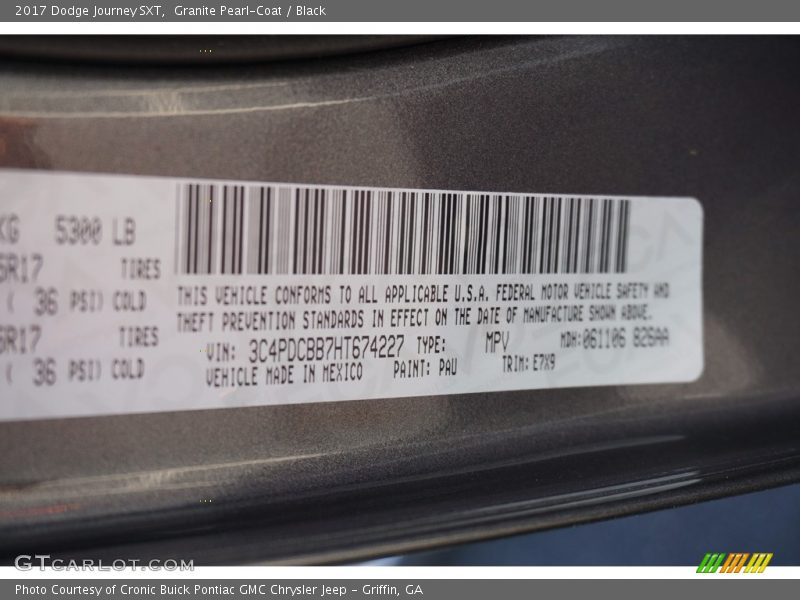 2017 Dodge Journey SXT, Granite Pearl-Coat / Black
KG 5300 LB
5R17 TIRES
( 36 PSI) COLD
5R17 TIRES
( 36 PSI) COLD
THIS VEHICLE CONFORMS TO ALL APPLICABLE U.S.A. FEDERAL MOTOR VEHICLE SAFETY AND
THEFT PREVENTION STANDARDS IN EFFECT ON THE DATE OF MANUFACTURE SHOWN ABOVE.
VIN: 3C4PDCBB7HT674227 TYPE: MPV MDH:061106 826AA
VEHICLE MADE IN MEXICO PAINT: PAU TRIM: E7X9
GTcarlot.com
Photo Courtesy of Cronic Buick Pontiac GMC Chrysler Jeep - Griffin, GA